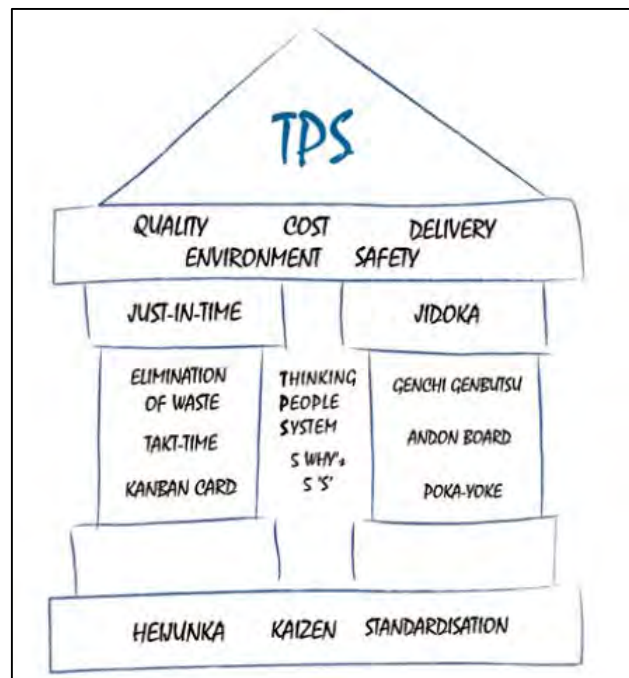 TPS
QUALITY COST DELIVERY
ENVIRONMENT SAFETY
JUST-IN-TIME
JIDOKA
ELIMINATION
OF WASTE
TAKT-TIME
KANBAN CARD
THINKING
PEOPLE
SYSTEM
5 WHY's
5 'S'
GENCHI GENBUTSU
ANDON BOARD
POKA-YOKE
HEIJUNKA KAIZEN STANDARDISATION